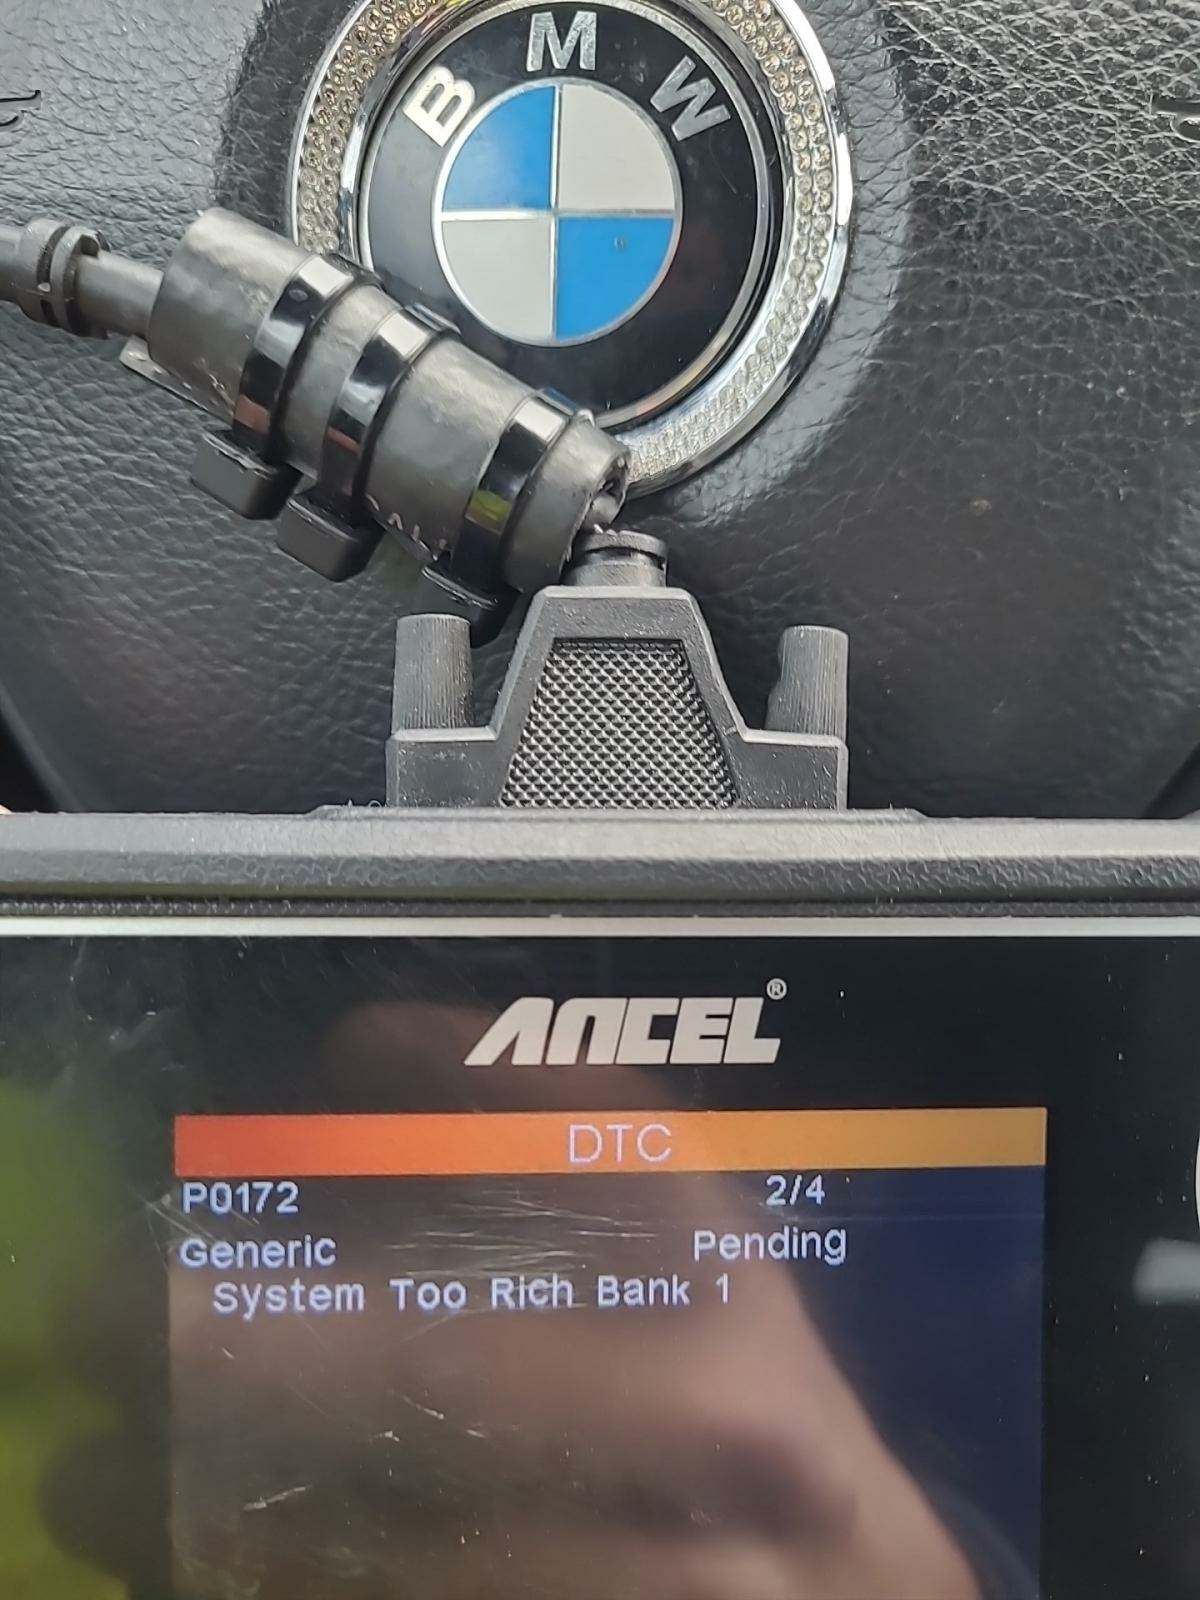 BMW
ANCEL®
DTC
P0172 2/4
Generic Pending
System Too Rich Bank 1